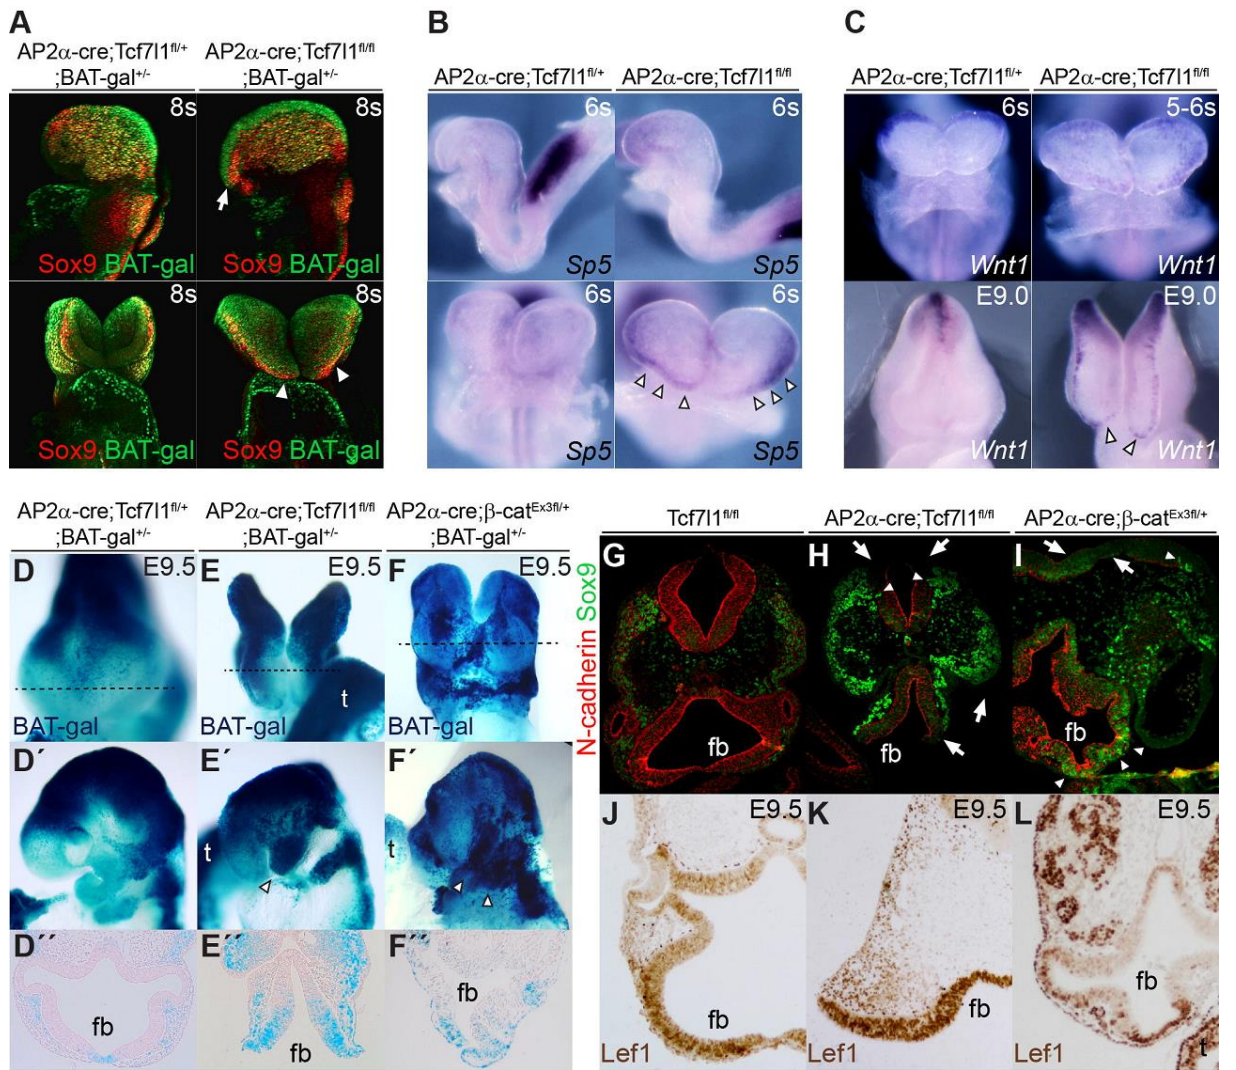 A
AP2α-cre;Tcf7l1fl/+
;BAT-gal+/-
AP2α-cre;Tcf7l1fl/fl
;BAT-gal+/-
8s
8s
Sox9 BAT-gal
Sox9 BAT-gal
8s
8s
Sox9 BAT-gal
Sox9 BAT-gal
B
AP2α-cre;Tcf7l1fl/+
AP2α-cre;Tcf7l1fl/fl
6s
6s
Sp5
Sp5
6s
6s
Sp5
Sp5
C
AP2α-cre;Tcf7l1fl/+
AP2α-cre;Tcf7l1fl/fl
6s
5-6s
Wnt1
Wnt1
E9.0
E9.0
Wnt1
Wnt1
AP2α-cre;Tcf7l1fl/+
;BAT-gal+/-
AP2α-cre;Tcf7l1fl/fl
;BAT-gal+/-
AP2α-cre;β-catEx3fl/+
;BAT-gal+/-
D
E9.5
E
E9.5
F
E9.5
BAT-gal
BAT-gal
t
BAT-gal
D´
E´
F´
t
t
D´´
E´´
F´´
fb
fb
fb
Tcf7l1fl/fl
AP2α-cre;Tcf7l1fl/fl
AP2α-cre;β-catEx3fl/+
N-cadherin Sox9
G
H
I
fb
fb
fb
J
E9.5
K
E9.5
L
E9.5
fb
fb
fb
Lef1
Lef1
Lef1
t